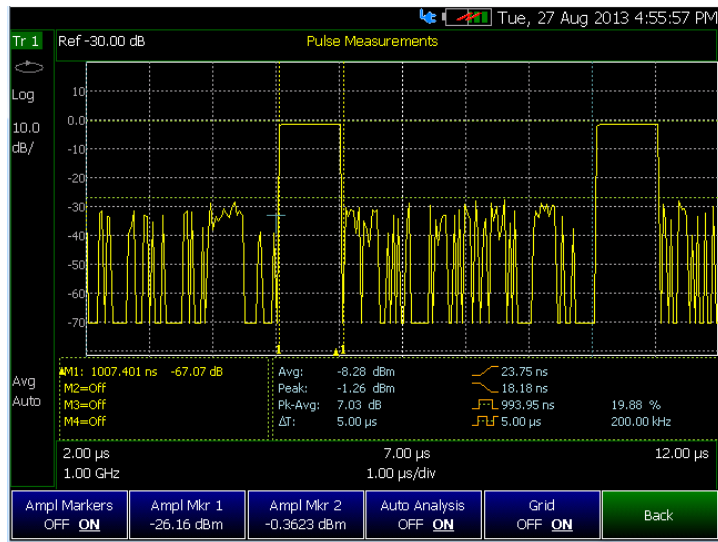 Tue, 27 Aug 2013 4:55:57 PM
Tr 1 Ref -30.00 dB Pulse Measurements
Log
10.0
dB/
10
0.0
-10
-20
-30
-40
-50
-60
-70
1 1
M1: 1007.401 ns -67.07 dB
M2=Off
M3=Off
M4=Off
Avg: -8.28 dBm 23.75 ns
Peak: -1.26 dBm 18.18 ns
Pk-Avg: 7.03 dB 993.95 ns 19.88 %
ΔT: 5.00 µs 5.00 µs 200.00 kHz
Avg
Auto
2.00 µs 7.00 µs 12.00 µs
1.00 GHz 1.00 µs/div
Ampl Markers
OFF ON
Ampl Mkr 1
-26.16 dBm
Ampl Mkr 2
-0.3623 dBm
Auto Analysis
OFF ON
Grid
OFF ON
Back